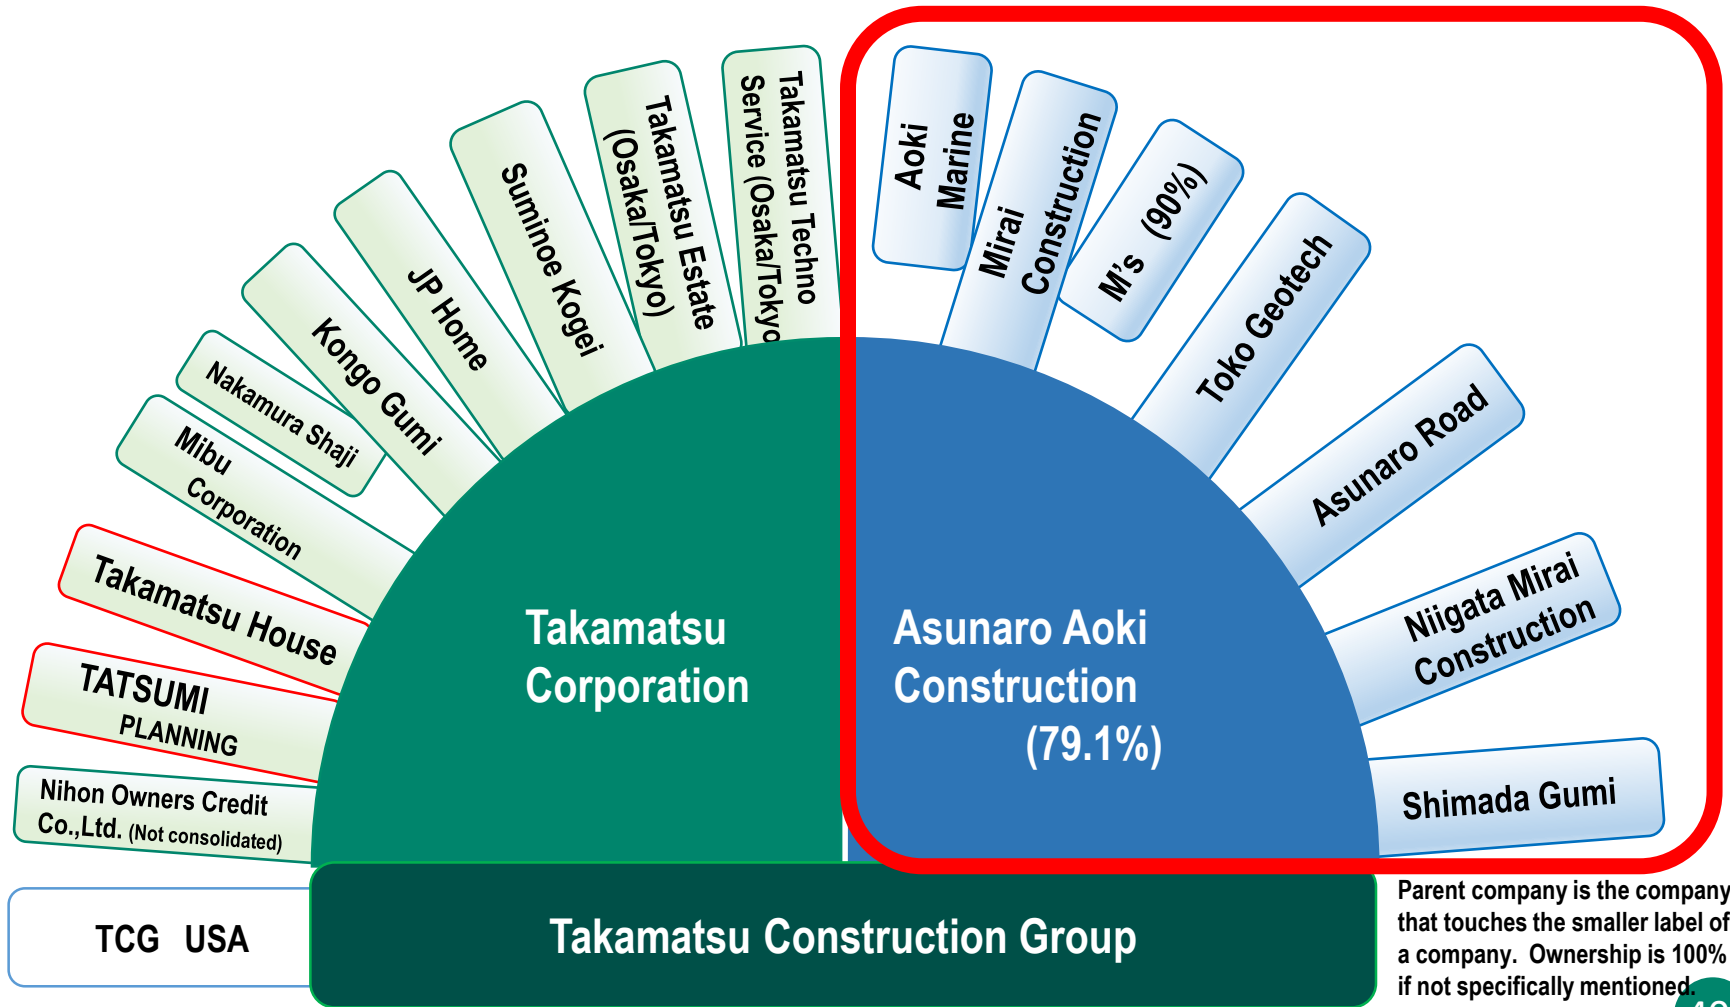 Takamatsu Techno
Service (Osaka/Tokyo
Takamatsu Estate
(Osaka/Tokyo)
Suminoe Kogei
JP Home
Kongo Gumi
Nakamura Shaji
Mibu
Corporation
Takamatsu House
TATSUMI
PLANNING
Nihon Owners Credit
Co.,Ltd. (Not consolidated)
Aoki
Marine
Mirai
Construction
M’s (90%)
Toko Geotech
Asunaro Road
Niigata Mirai
Construction
Shimada Gumi
Takamatsu
Corporation
Asunaro Aoki
Construction
(79.1%)
TCG USA
Takamatsu Construction Group
Parent company is the company
that touches the smaller label of
a company. Ownership is 100%
if not specifically mentioned.